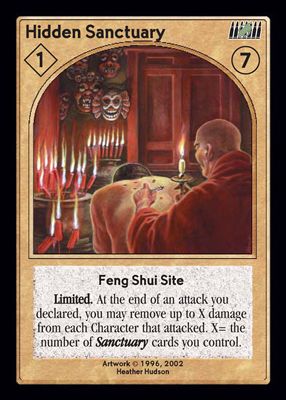 Hidden Sanctuary
1
7
Feng Shui Site
Limited. At the end of an attack you
declared, you may remove up to X damage
from each Character that attacked. X= the
number of Sanctuary cards you control.
Artwork © 1996, 2002
Heather Hudson